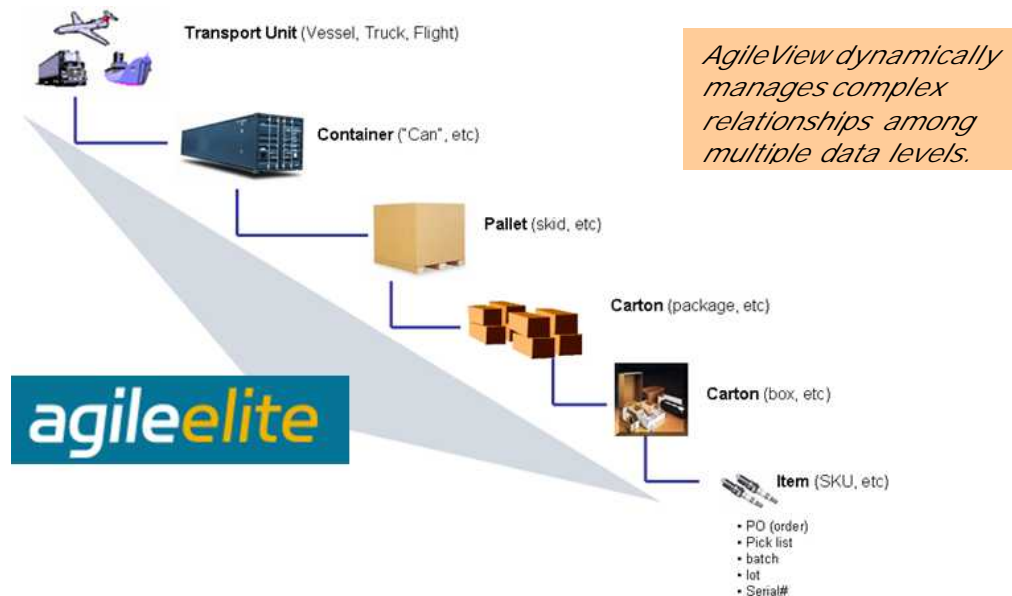 Transport Unit (Vessel, Truck, Flight)
AgileView dynamically
manages complex
relationships among
multiple data levels.
Container ("Can", etc)
Pallet (skid, etc)
Carton (package, etc)
Carton (box, etc)
agileelite
Item (SKU, etc)
• PO (order)
• Pick list
• batch
• lot
• Serial#